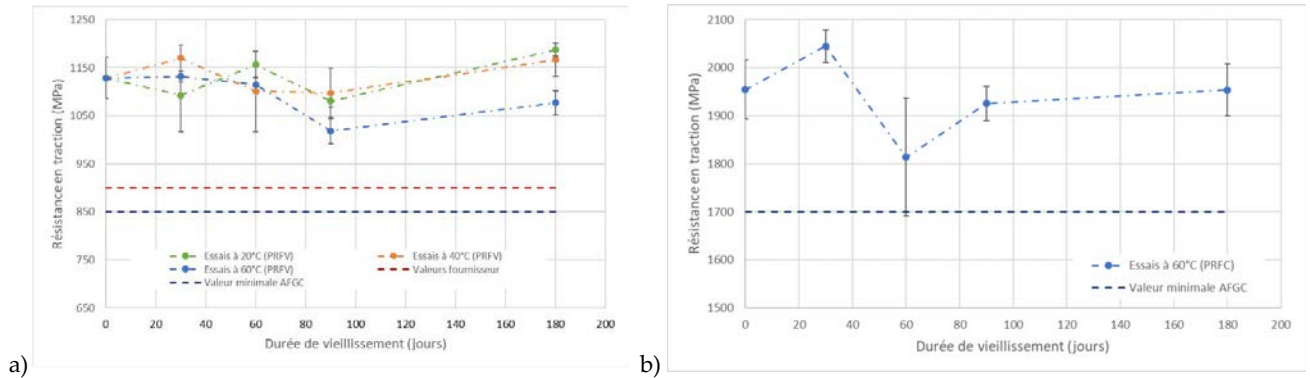 1250
1150
1050
950
850
750
650
Résistance en traction (MPa)
Essais à 20°C (PRFV)
Essais à 40°C (PRFV)
Essais à 60°C (PRFV)
Valeurs fournisseur
Valeur minimale AFGC
0 20 40 60 80 100 120 140 160 180 200
Durée de vieillissement (jours)
a)
2100
2000
1900
1800
1700
1600
1500
Résistance en traction (MPa)
Essais à 60°C (PRFC)
Valeur minimale AFGC
0 20 40 60 80 100 120 140 160 180 200
Durée de vieillissement (jours)
b)